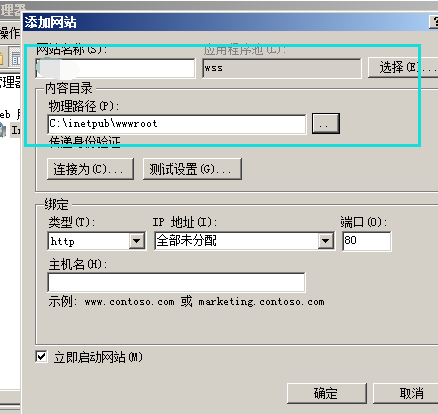 理器
添加网站
操作
网站名称(S):
应用程序池(L):
wss
选择(E)...
管理器
内容目录
物理路径(P):
eb
C:\inetpub\wwwroot
..
传递身份验证
连接为(C)...
测试设置(G)...
绑定
类型(T):
IP 地址(I):
端口(O):
http
全部未分配
80
主机名(H):
示例: www.contoso.com 或 marketing.contoso.com
立即启动网站(M)
确定
取消